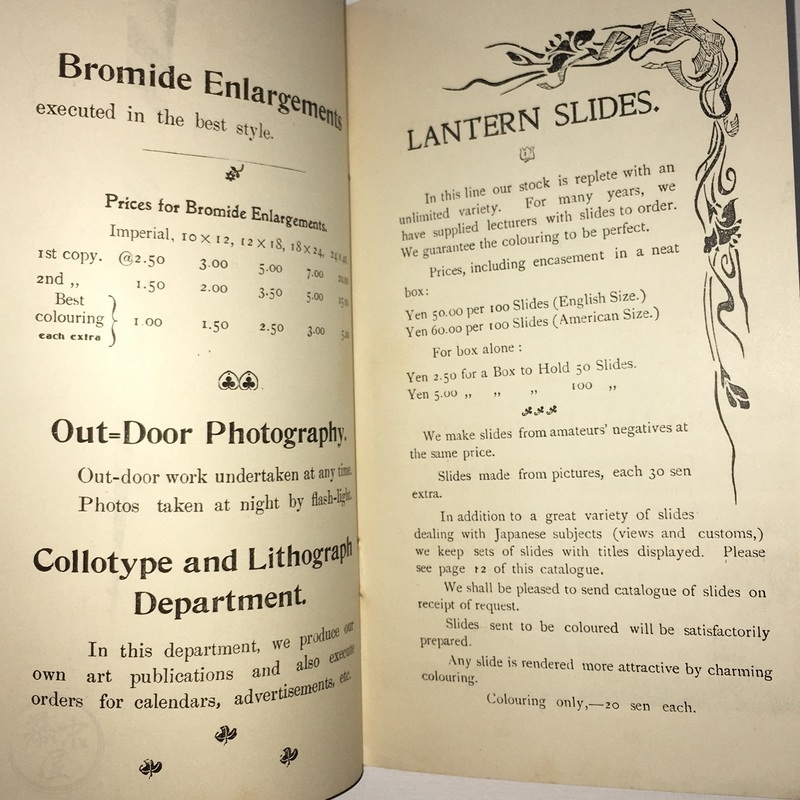 Bromide Enlargements
executed in the best style.
Prices for Bromide Enlargements.
Imperial, 10 × 12, 12 × 18, 18 × 24,
1st copy. @2.50 3.00 5.00 7.00
2nd „ 1.50 2.00 3.50 5.00
Best
colouring } 1.00 1.50 2.50 3.00
each extra
Out=Door Photography.
Out-door work undertaken at any time.
Photos taken at night by flash-light.
Collotype and Lithograph
Department.
In this department, we produce our
own art publications and also execute
orders for calendars, advertisements, etc.
LANTERN SLIDES.
In this line our stock is replete with an
unlimited variety. For many years, we
have supplied lecturers with slides to order.
We guarantee the colouring to be perfect.
Prices, including encasement in a neat
box:
Yen 50.00 per 100 Slides (English Size.)
Yen 60.00 per 100 Slides (American Size.)
For box alone :
Yen 2.50 for a Box to Hold 50 Slides.
Yen 5.00 „ „ „ 100 „
We make slides from amateurs' negatives at
the same price.
Slides made from pictures, each 30 sen
extra.
In addition to a great variety of slides
dealing with Japanese subjects (views and customs,)
we keep sets of slides with titles displayed. Please
see page 12 of this catalogue.
We shall be pleased to send catalogue of slides on
receipt of request.
Slides sent to be coloured will be satisfactorily
prepared.
Any slide is rendered more attractive by charming
colouring.
Colouring only,—20 sen each.